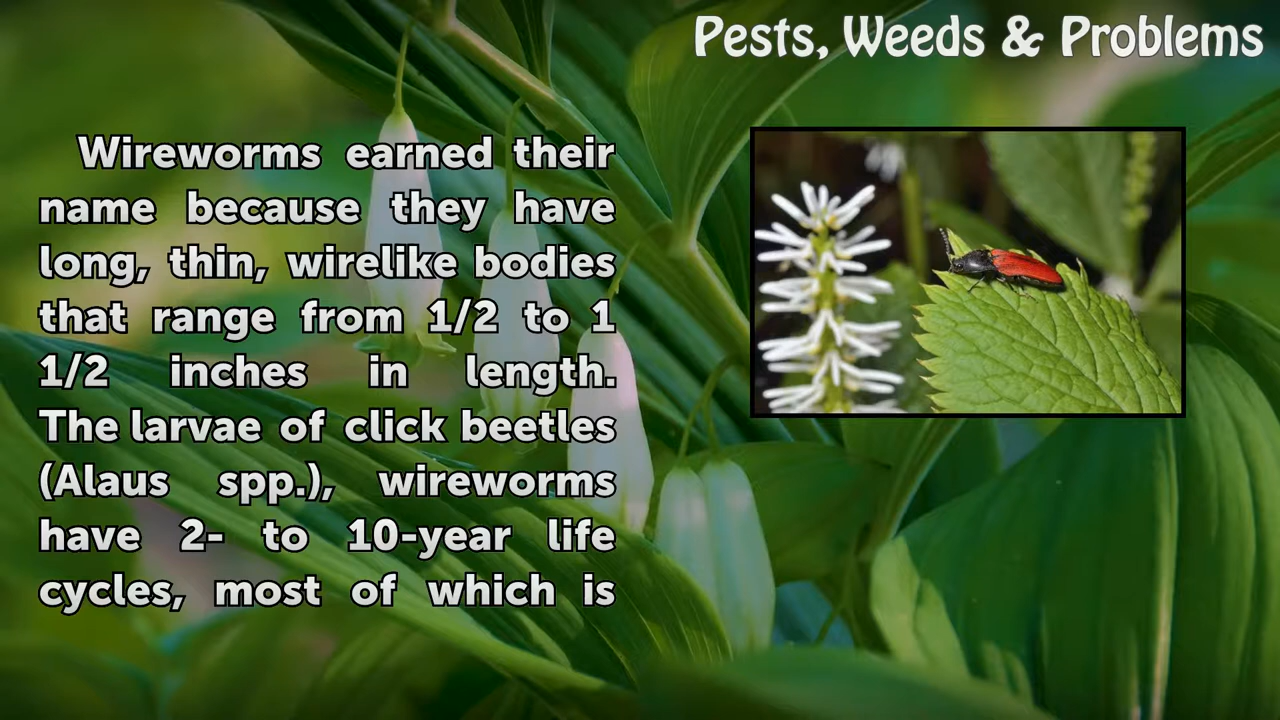 Pests, Weeds & Problems
Wireworms earned their
name because they have
long, thin, wirelike bodies
that range from 1/2 to 1
1/2 inches in length.
The larvae of click beetles
(Alaus spp.), wireworms
have 2- to 10-year life
cycles, most of which is